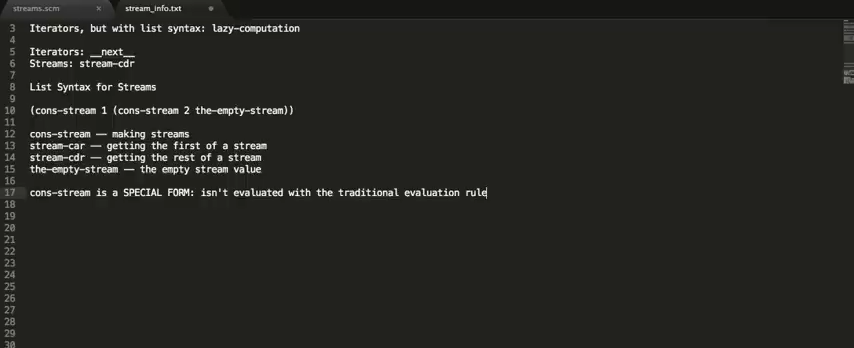 streams.scm × stream_info.txt
3 Iterators, but with list syntax: lazy-computation
4
5 Iterators: __next__
6 Streams: stream-cdr
7
8 List Syntax for Streams
9
10 (cons-stream 1 (cons-stream 2 the-empty-stream))
11
12 cons-stream –– making streams
13 stream-car –– getting the first of a stream
14 stream-cdr –– getting the rest of a stream
15 the-empty-stream –– the empty stream value
16
17 cons-stream is a SPECIAL FORM: isn't evaluated with the traditional evaluation rule
18
19
20
21
22
23
24
25
26
27
28
29
30